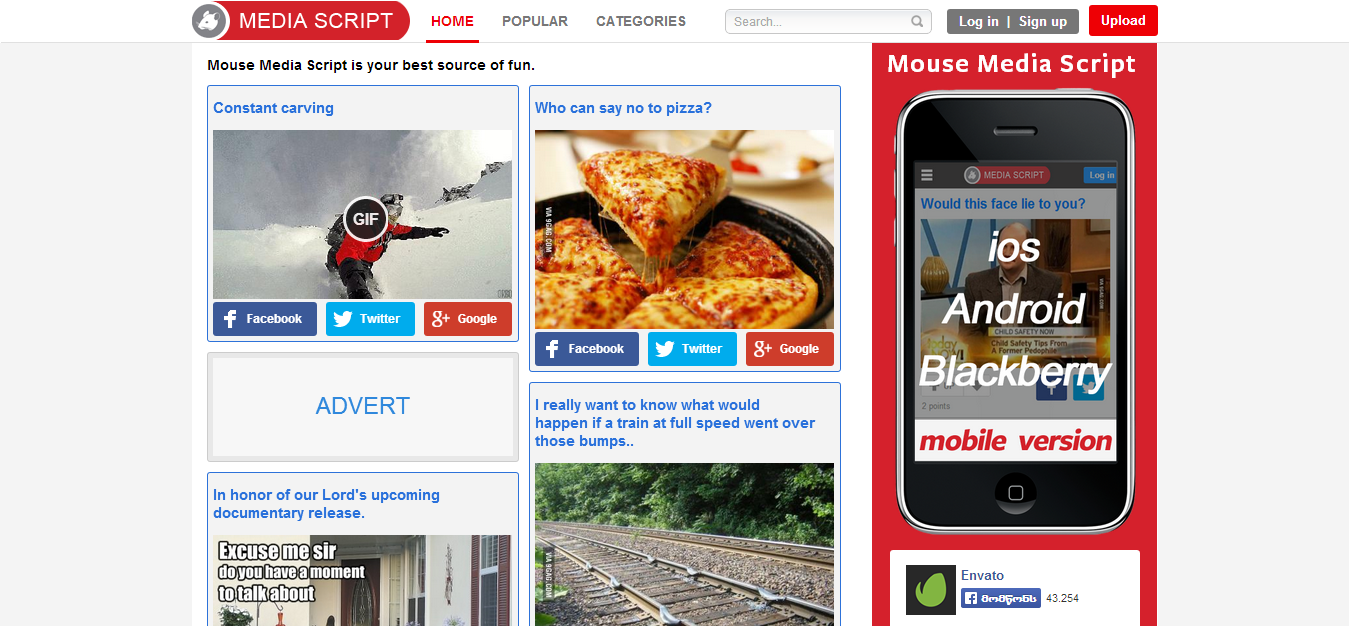 MEDIA SCRIPT
HOME
POPULAR
CATEGORIES
Search...
Log in | Sign up
Upload
Mouse Media Script is your best source of fun.
Constant carving
GIF
Facebook
Twitter
Google
ADVERT
In honor of our Lord's upcoming
documentary release.
Excuse me sir
do you have a moment
to talk about
Who can say no to pizza?
VIA 9GAG.COM
Facebook
Twitter
Google
I really want to know what would
happen if a train at full speed went over
those bumps..
VIA 9GAG.COM
Mouse Media Script
MEDIA SCRIPT
Log in
Would this face lie to you?
VIA 9GAG.COM
ios
Android
CHILD SAFETY NOW
Child Safety Tips From
A Former Pedophile
Blackberry
2 points
mobile version
Envato
მომწონს
43.254